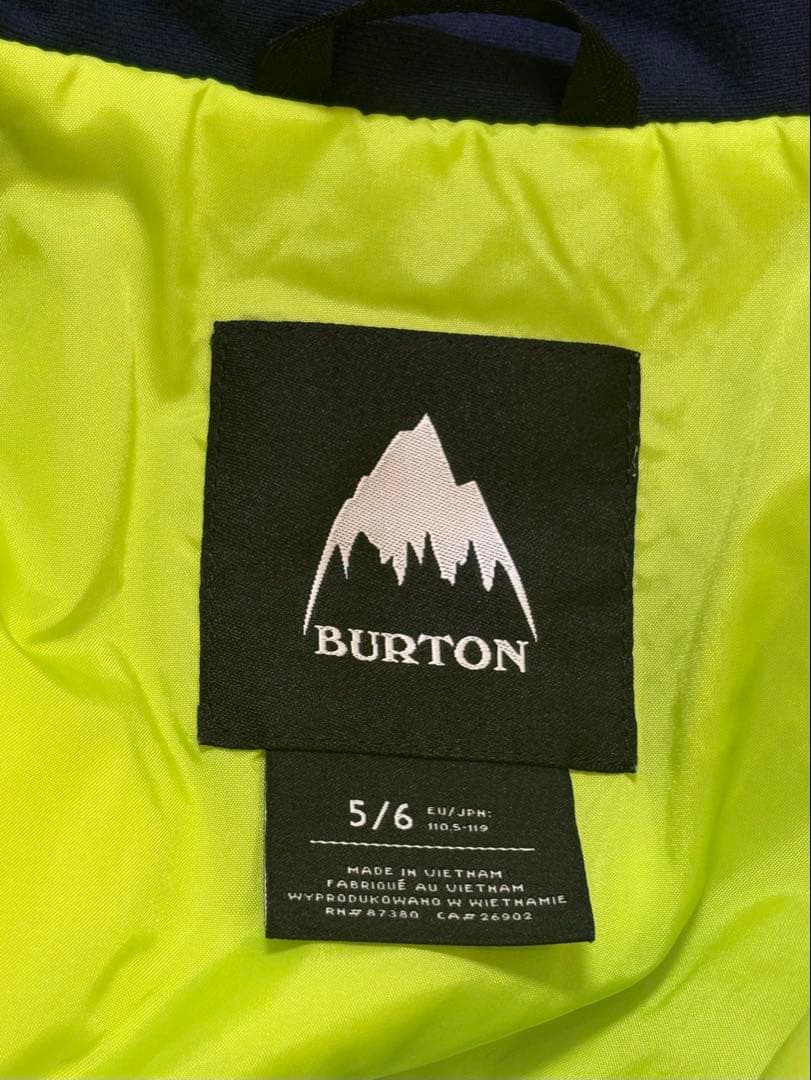 BURTON
5/6 EU/JPN:
110.5-119
MADE IN VIETNAM
FABRIQUÉ AU VIETNAM
WYPRODUKOWANO W WIETNAMIE
RN# 87380 CA# 26902